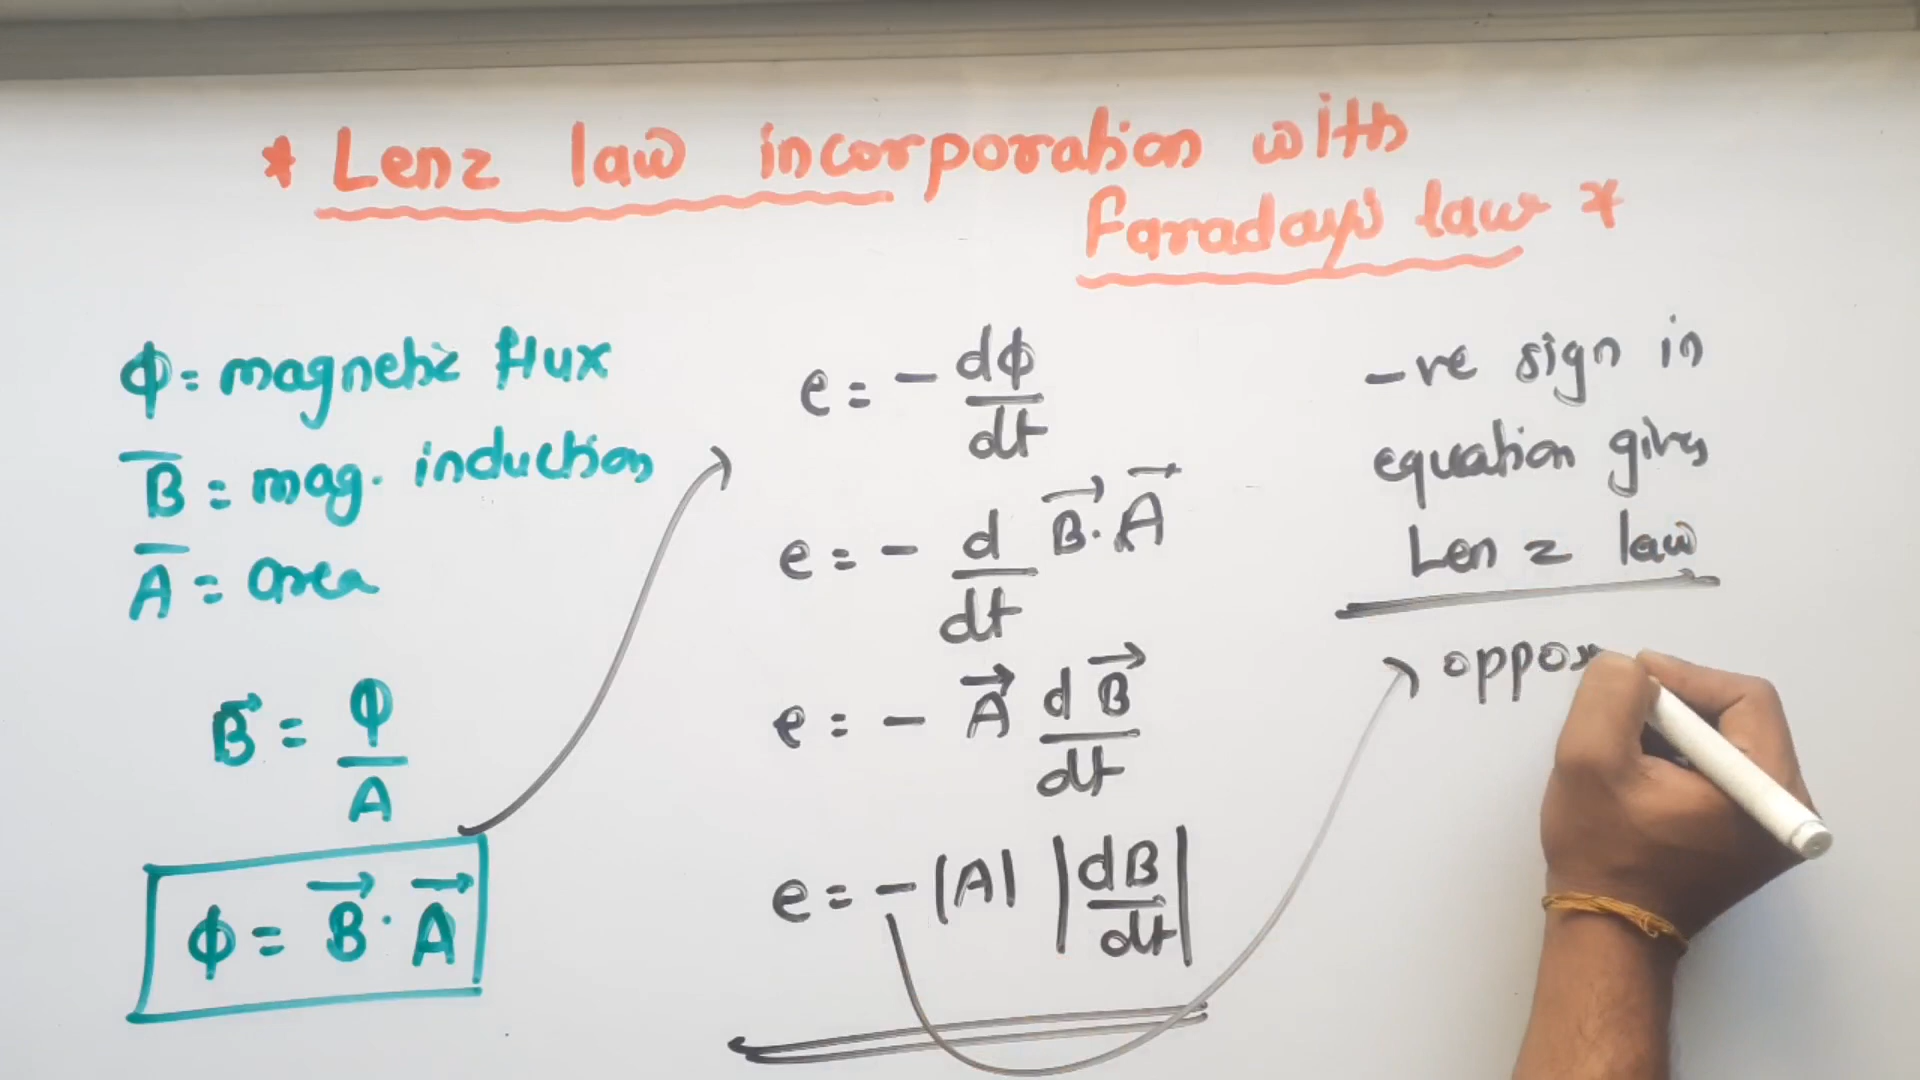 * Lenz law incorporation with
Faraday's law *
ϕ = magnetic flux
B̅ = mag. induction
A̅ = area
B⃗ = ϕ/A
ϕ = B⃗ · A⃗
e = - dϕ/dt
e = - d/dt B⃗ · A⃗
e = - A⃗ dB⃗/dt
e = - |A| |dB/dt|
-ve sign in
equation gives
Lenz law
oppos